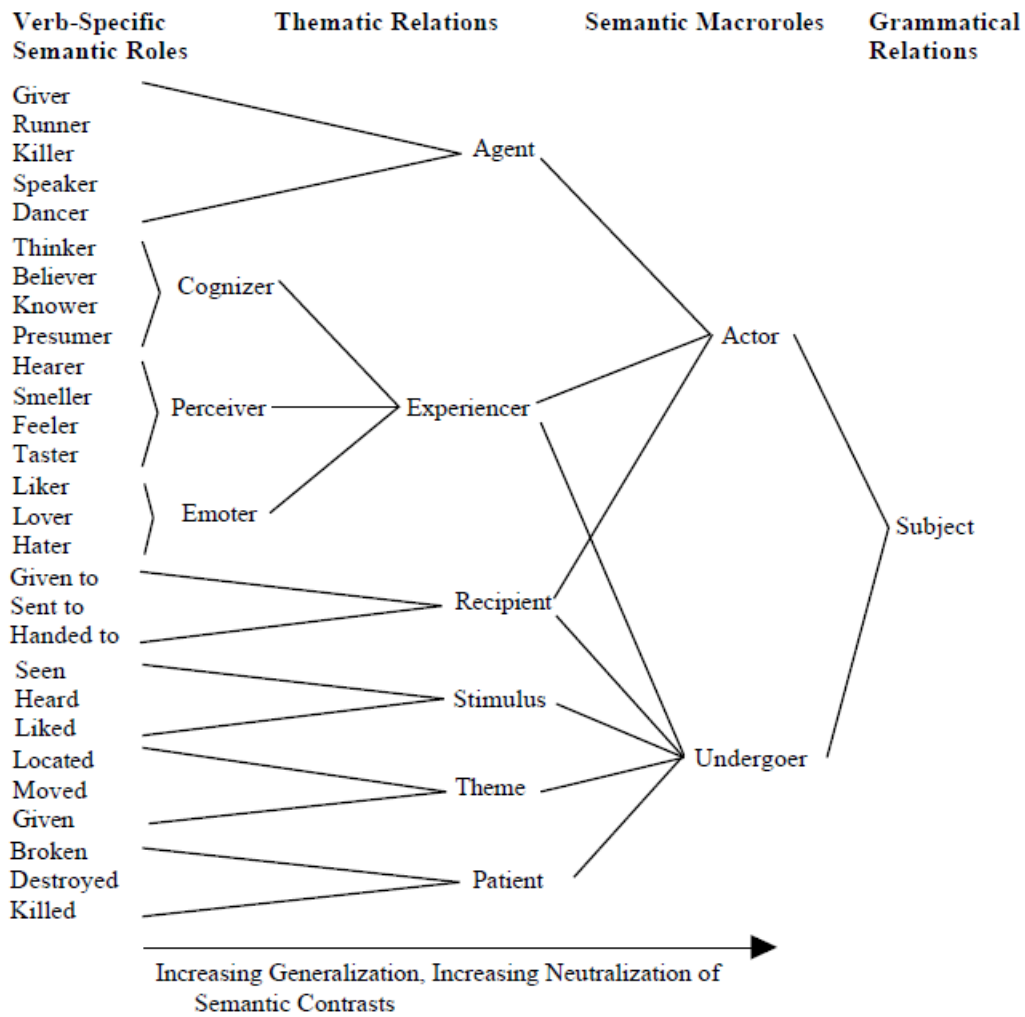 Verb-Specific
Semantic Roles
Thematic Relations
Semantic Macroroles
Grammatical
Relations
Giver
Runner
Killer
Speaker
Dancer
Thinker
Believer
Knower
Presumer
Hearer
Smeller
Feeler
Taster
Liker
Lover
Hater
Given to
Sent to
Handed to
Seen
Heard
Liked
Located
Moved
Given
Broken
Destroyed
Killed
Cognizer
Perceiver
Emoter
Agent
Experiencer
Recipient
Stimulus
Theme
Patient
Actor
Undergoer
Subject
Increasing Generalization, Increasing Neutralization of
Semantic Contrasts